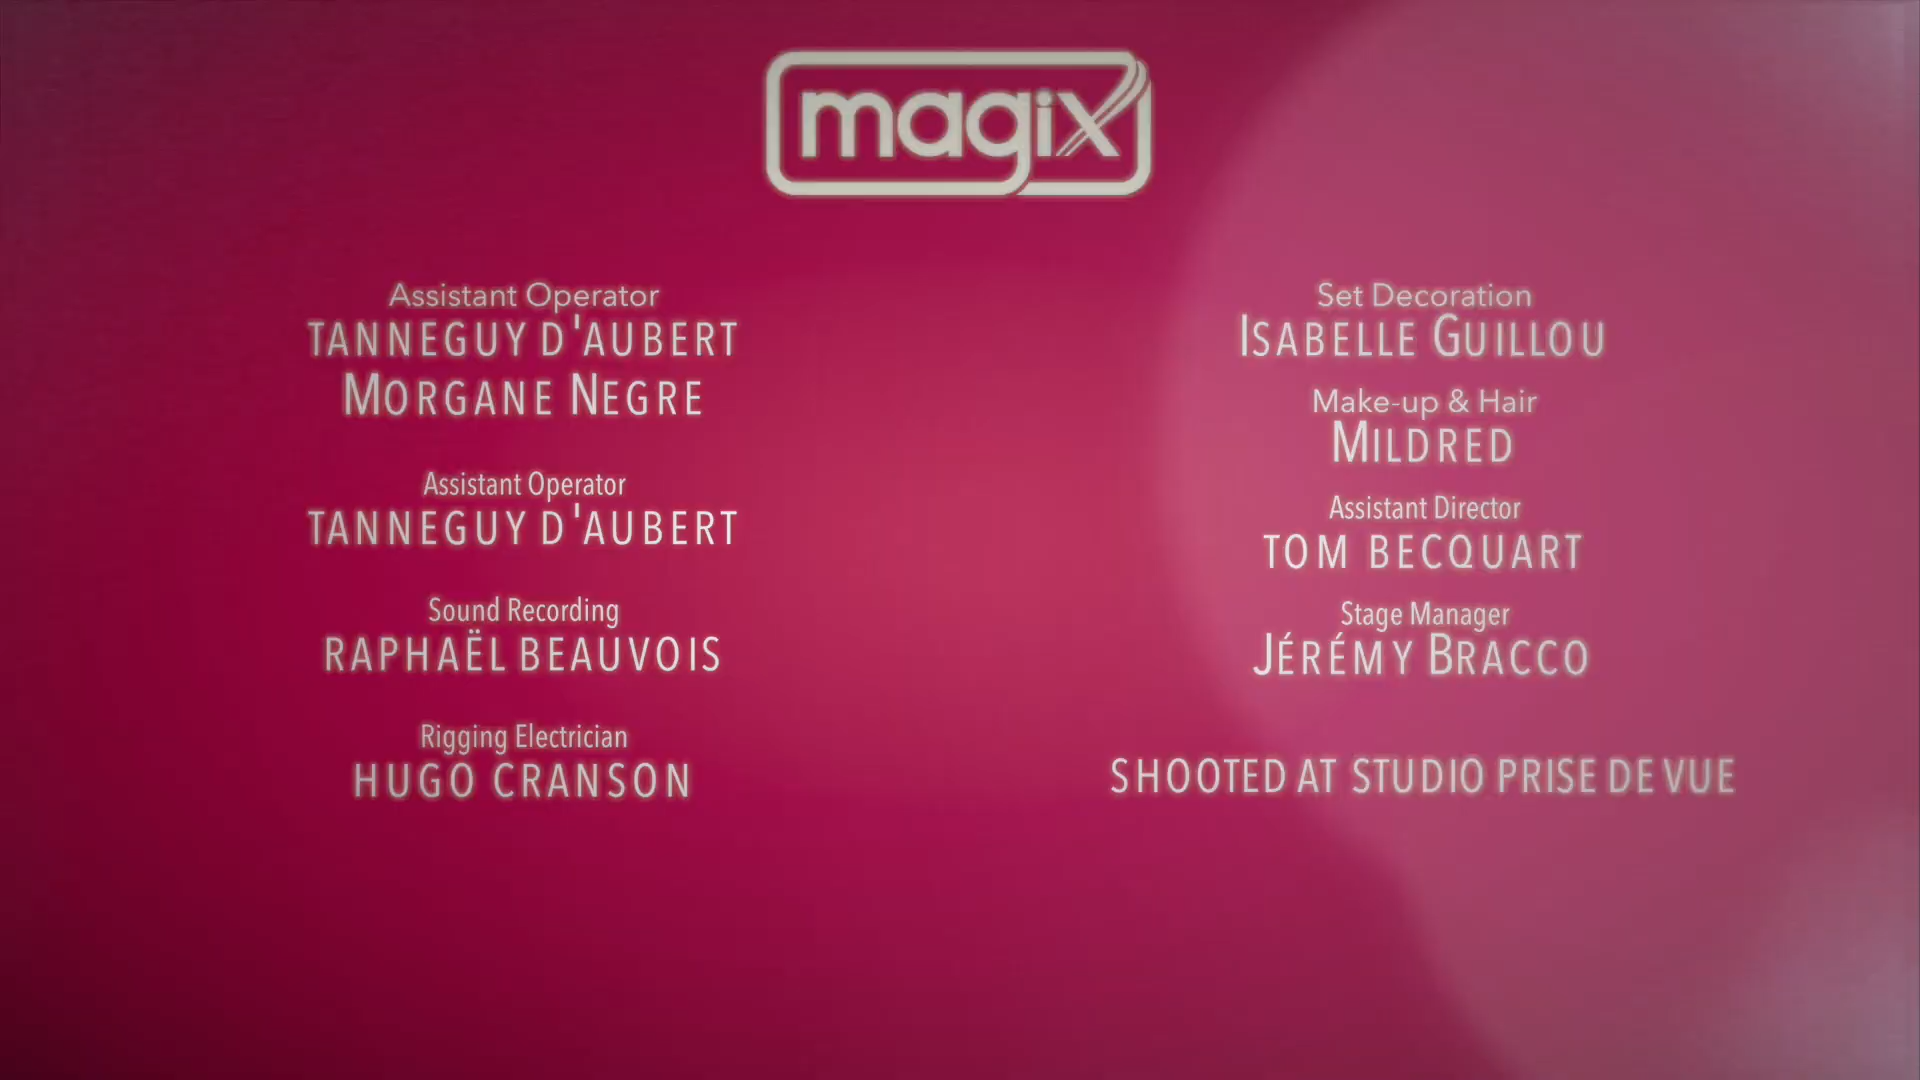 magix
Assistant Operator
TANNEGUY D'AUBERT
MORGANE NEGRE
Assistant Operator
TANNEGUY D'AUBERT
Sound Recording
RAPHAËL BEAUVOIS
Rigging Electrician
HUGO CRANSON
Set Decoration
ISABELLE GUILLOU
Make-up & Hair
MILDRED
Assistant Director
TOM BECQUART
Stage Manager
JÉRÉMY BRACCO
SHOOTED AT STUDIO PRISE DE VUE